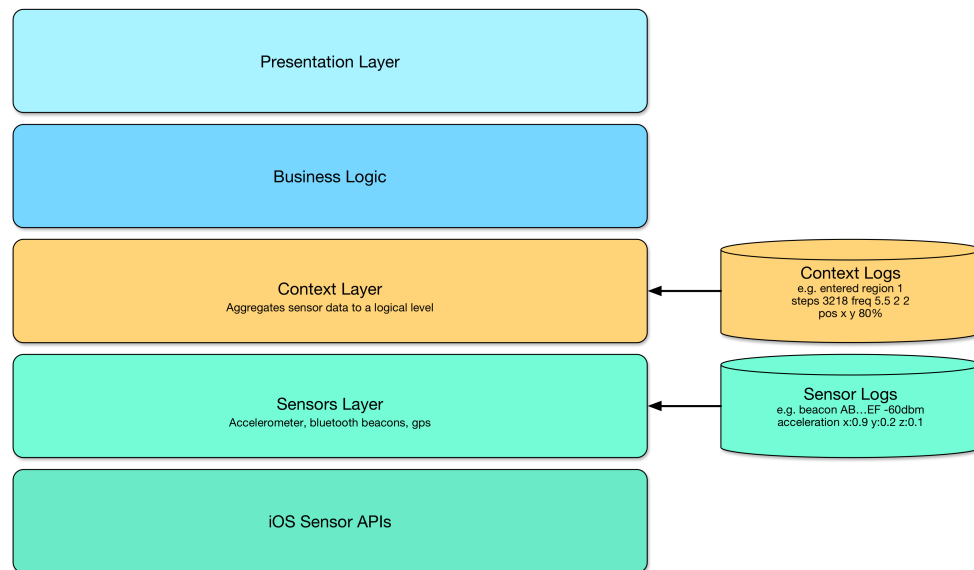 Presentation Layer
Business Logic
Context Layer
Aggregates sensor data to a logical level
Context Logs
e.g. entered region 1
steps 3218 freq 5.5 2 2
pos x y 80%
Sensors Layer
Accelerometer, bluetooth beacons, gps
Sensor Logs
e.g. beacon AB...EF -60dbm
acceleration x:0.9 y:0.2 z:0.1
iOS Sensor APIs